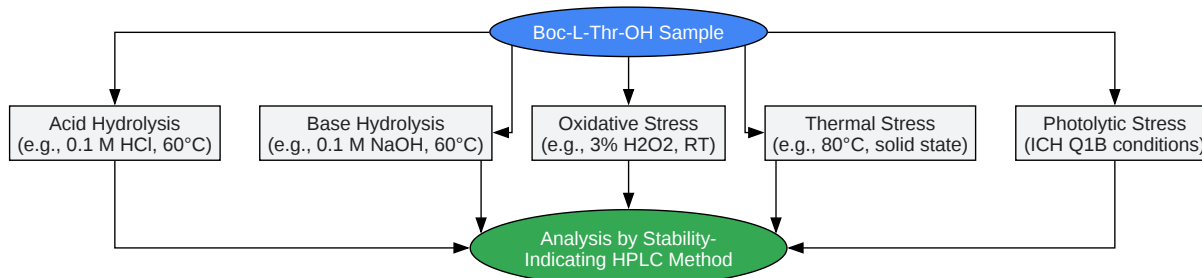 Boc-L-Thr-OH Sample
Acid Hydrolysis
(e.g., 0.1 M HCl, 60°C)
Base Hydrolysis
(e.g., 0.1 M NaOH, 60°C)
Oxidative Stress
(e.g., 3% H2O2, RT)
Thermal Stress
(e.g., 80°C, solid state)
Photolytic Stress
(ICH Q1B conditions)
Analysis by Stability-
Indicating HPLC Method